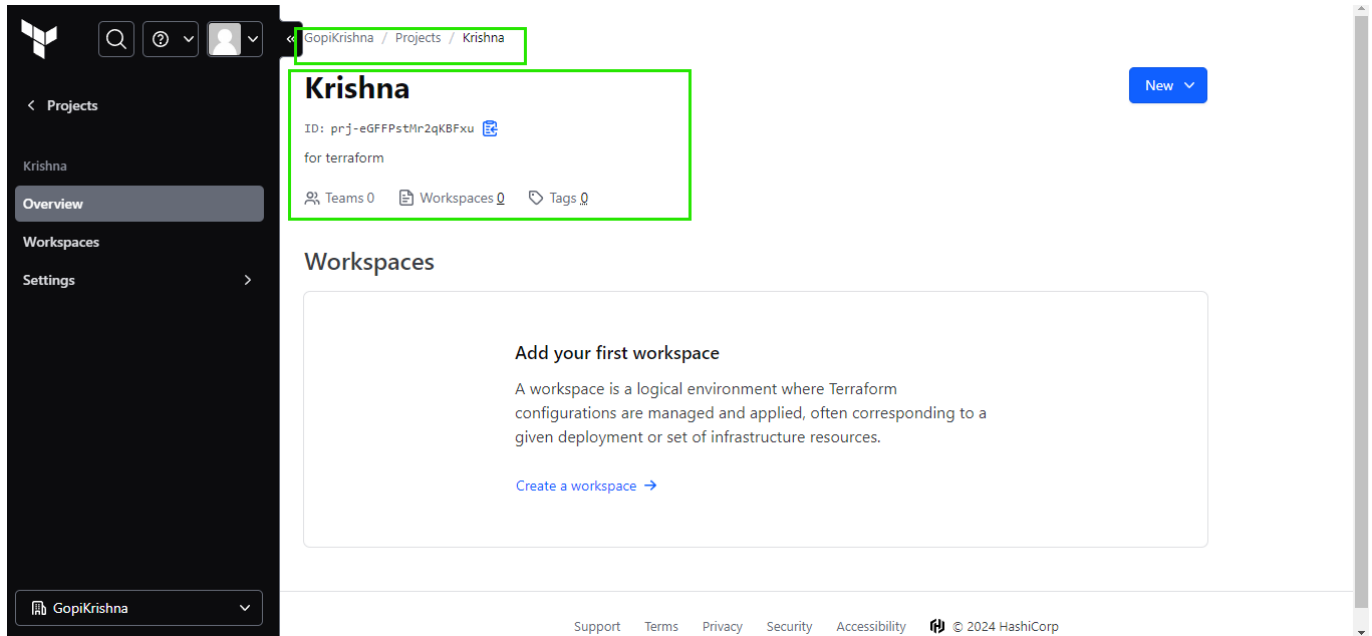 GopiKrishna / Projects / Krishna
Projects
Krishna
Overview
Workspaces
Settings
GopiKrishna
Krishna
New
ID: prj-eGFFPstMr2qKBFxu
for terraform
Teams 0 Workspaces 0 Tags 0
Workspaces
Add your first workspace
A workspace is a logical environment where Terraform
configurations are managed and applied, often corresponding to a
given deployment or set of infrastructure resources.
Create a workspace
Support Terms Privacy Security Accessibility © 2024 HashiCorp